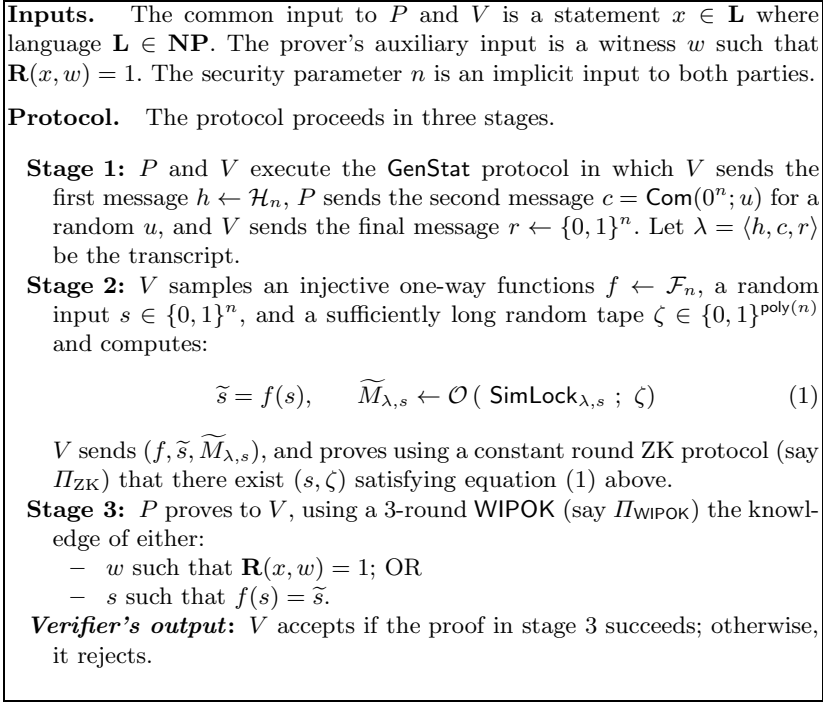 Inputs. The common input to P and V is a statement x ∈ L where
language L ∈ NP. The prover's auxiliary input is a witness w such that
R(x, w) = 1. The security parameter n is an implicit input to both parties.
Protocol. The protocol proceeds in three stages.
Stage 1: P and V execute the GenStat protocol in which V sends the
first message h ← ℋₙ, P sends the second message c = Com(0ⁿ; u) for a
random u, and V sends the final message r ← {0, 1}ⁿ. Let λ = ⟨h, c, r⟩
be the transcript.
Stage 2: V samples an injective one-way functions f ← ℱₙ, a random
input s ∈ {0, 1}ⁿ, and a sufficiently long random tape ζ ∈ {0, 1}^poly(n)
and computes:
s̃ = f(s), M̃_λ,s ← 𝒪 ( SimLock_λ,s ; ζ) (1)
V sends (f, s̃, M̃_λ,s), and proves using a constant round ZK protocol (say
Π_ZK) that there exist (s, ζ) satisfying equation (1) above.
Stage 3: P proves to V, using a 3-round WIPOK (say Π_WIPOK) the knowl-
edge of either:
– w such that R(x, w) = 1; OR
– s such that f(s) = s̃.
Verifier's output: V accepts if the proof in stage 3 succeeds; otherwise,
it rejects.